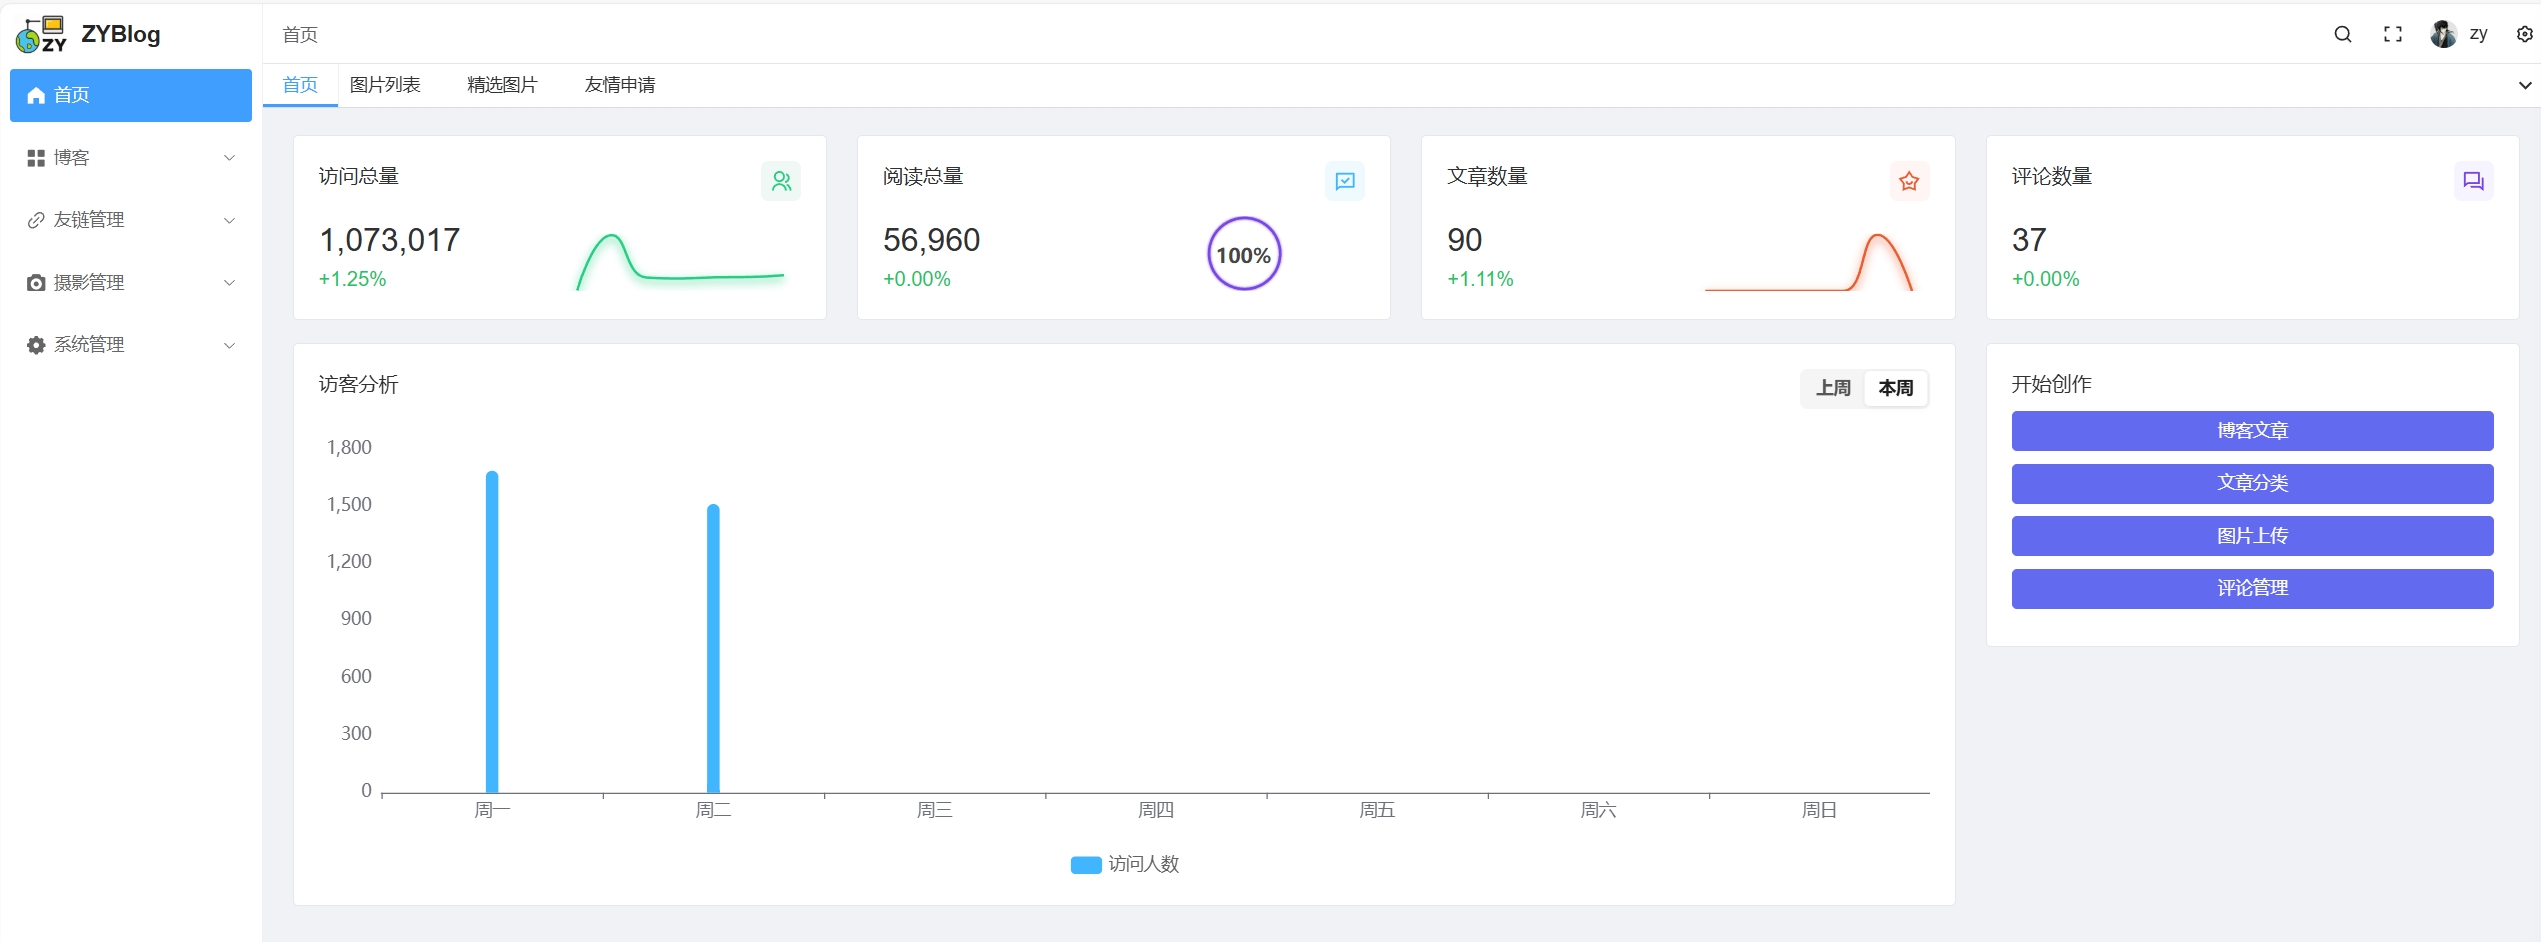 ZY ZYBlog
首页
zy
首页
首页
图片列表
精选图片
友情申请
博客
友链管理
摄影管理
系统管理
访问总量
1,073,017
+1.25%
阅读总量
56,960
+0.00%
100%
文章数量
90
+1.11%
评论数量
37
+0.00%
访客分析
上周
本周
1,800
1,500
1,200
900
600
300
0
周一
周二
周三
周四
周五
周六
周日
访问人数
开始创作
博客文章
文章分类
图片上传
评论管理